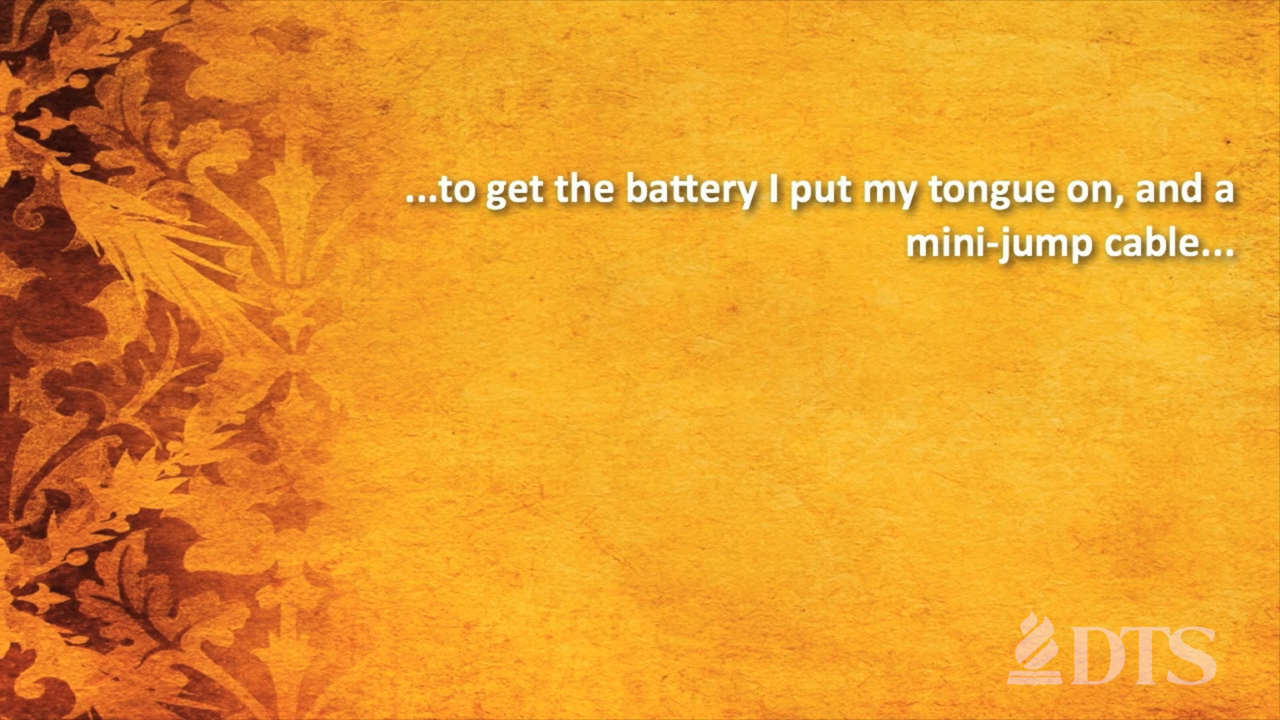 ...to get the battery I put my tongue on, and a
mini-jump cable...
DTS